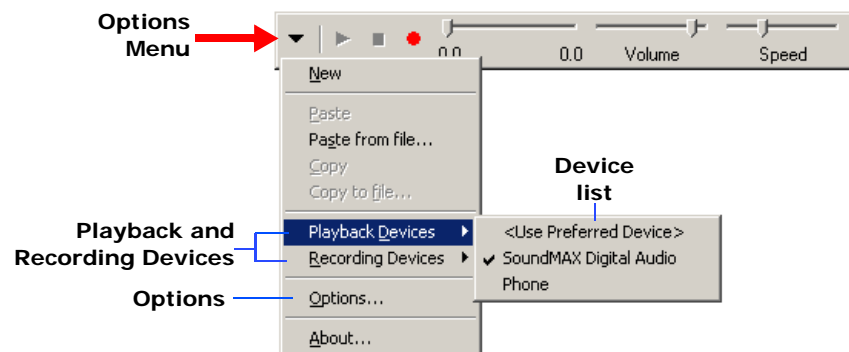 Options
Menu
0.0
0.0
Volume
Speed
New
Paste
Paste from file...
Copy
Copy to file...
Device
list
Playback and
Recording Devices
Playback Devices
<Use Preferred Device>
Recording Devices
SoundMAX Digital Audio
Phone
Options
Options...
About...